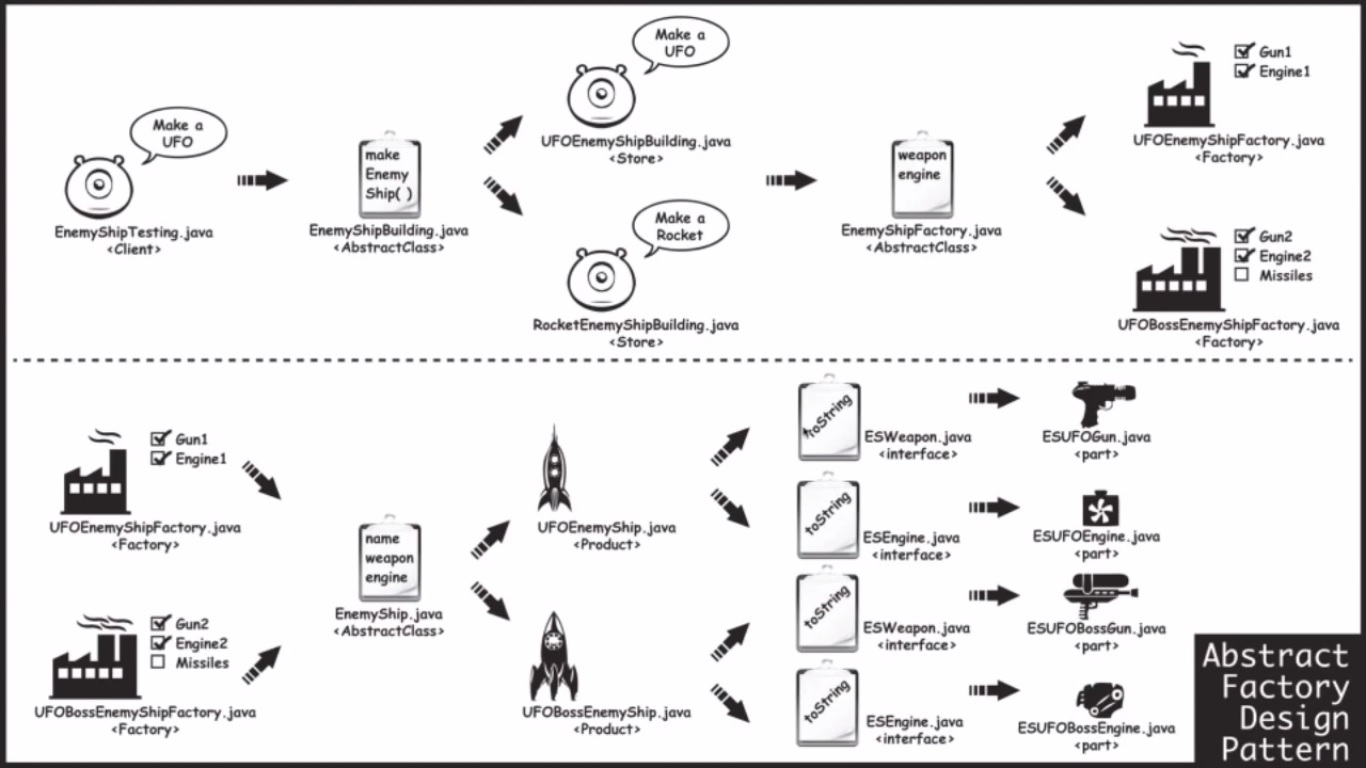 Make a
UFO
EnemyShipTesting.java
<Client>
make
Enemy
Ship( )
EnemyShipBuilding.java
<AbstractClass>
Make a
UFO
UFOEnemyShipBuilding.java
<Store>
Make a
Rocket
RocketEnemyShipBuilding.java
<Store>
weapon
engine
EnemyShipFactory.java
<AbstractClass>
Gun1
Engine1
UFOEnemyShipFactory.java
<Factory>
Gun2
Engine2
Missiles
UFOBossEnemyShipFactory.java
<Factory>
Gun1
Engine1
UFOEnemyShipFactory.java
<Factory>
Gun2
Engine2
Missiles
UFOBossEnemyShipFactory.java
<Factory>
name
weapon
engine
EnemyShip.java
<AbstractClass>
UFOEnemyShip.java
<Product>
UFOBossEnemyShip.java
<Product>
toString
ESWeapon.java
<interface>
ESUFOGun.java
<part>
toString
ESEngine.java
<interface>
ESUFOEngine.java
<part>
toString
ESWeapon.java
<interface>
ESUFOBossGun.java
<part>
toString
ESEngine.java
<interface>
ESUFOBossEngine.java
<part>
Abstract
Factory
Design
Pattern